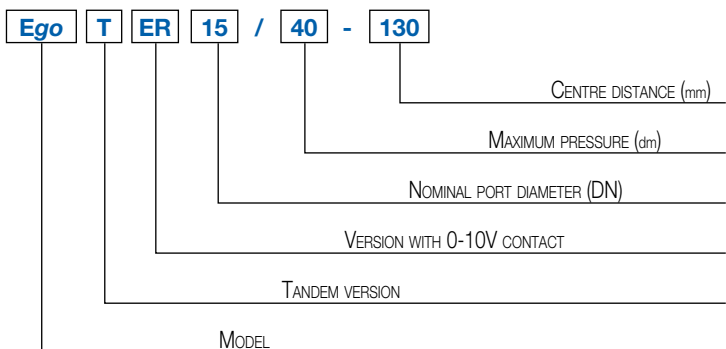 Ego T ER 15 / 40 - 130
CENTRE DISTANCE (mm)
MAXIMUM PRESSURE (dm)
NOMINAL PORT DIAMETER (DN)
VERSION WITH 0-10V CONTACT
TANDEM VERSION
MODEL